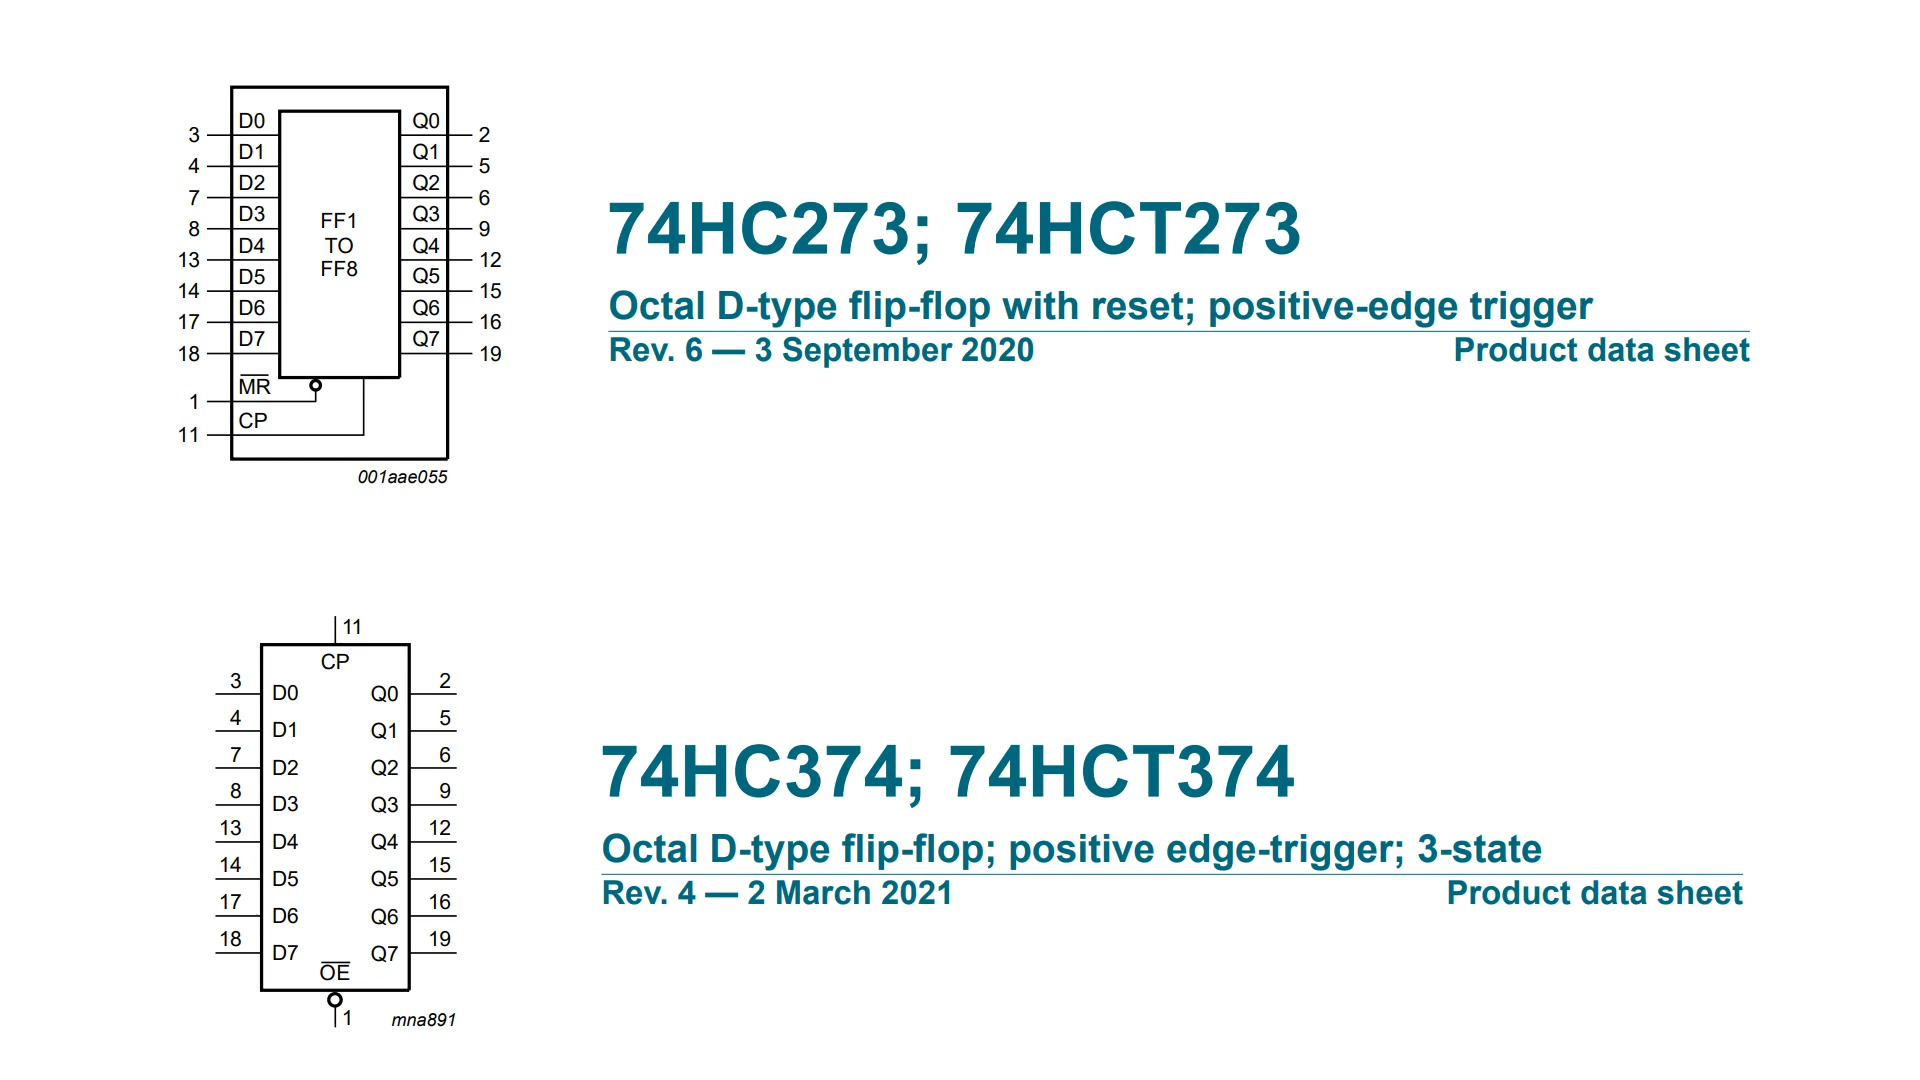 D0 Q0
3 2
D1 Q1
4 5
D2 Q2
7 6
D3 Q3
8 9
FF1
TO
FF8
D4 Q4
13 12
D5 Q5
14 15
D6 Q6
17 16
D7 Q7
18 19
MR
1
CP
11
001aae055
74HC273; 74HCT273
Octal D-type flip-flop with reset; positive-edge trigger
Rev. 6 — 3 September 2020 Product data sheet
11
CP
3 2
D0 Q0
4 5
D1 Q1
7 6
D2 Q2
8 9
D3 Q3
13 12
D4 Q4
14 15
D5 Q5
17 16
D6 Q6
18 19
D7 Q7
OE
1
mna891
74HC374; 74HCT374
Octal D-type flip-flop; positive edge-trigger; 3-state
Rev. 4 — 2 March 2021 Product data sheet